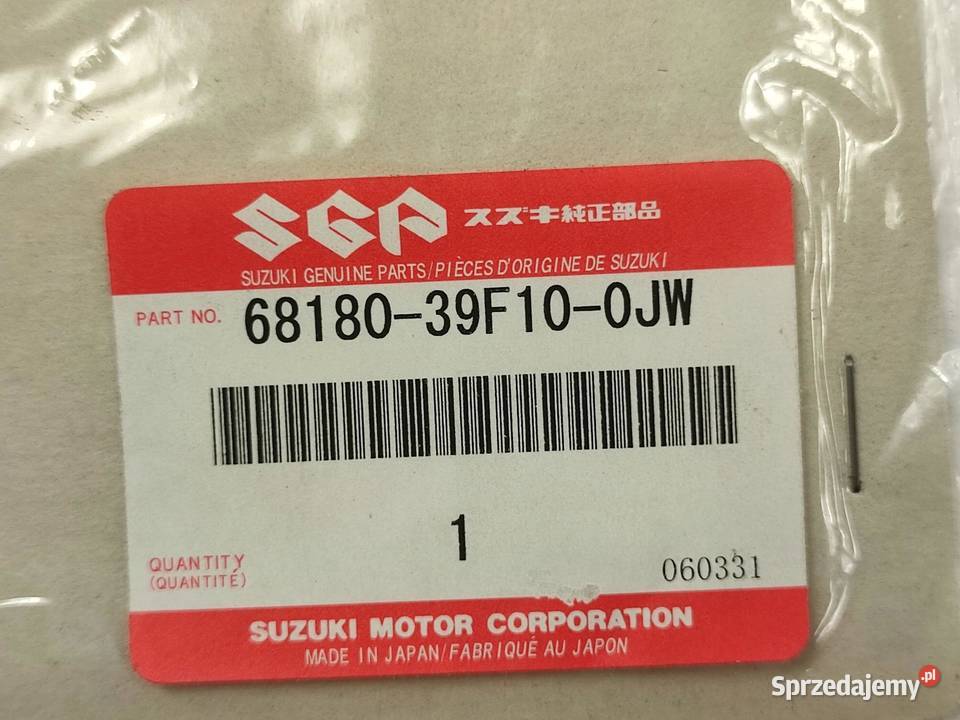 SGP スズキ純正部品
SUZUKI GENUINE PARTS/PIÈCES D'ORIGINE DE SUZUKI
PART NO. 68180-39F10-0JW
1
QUANTITY
(QUANTITÉ)
060331
SUZUKI MOTOR CORPORATION
MADE IN JAPAN/FABRIQUÉ AU JAPON
Sprzedajemy.pl